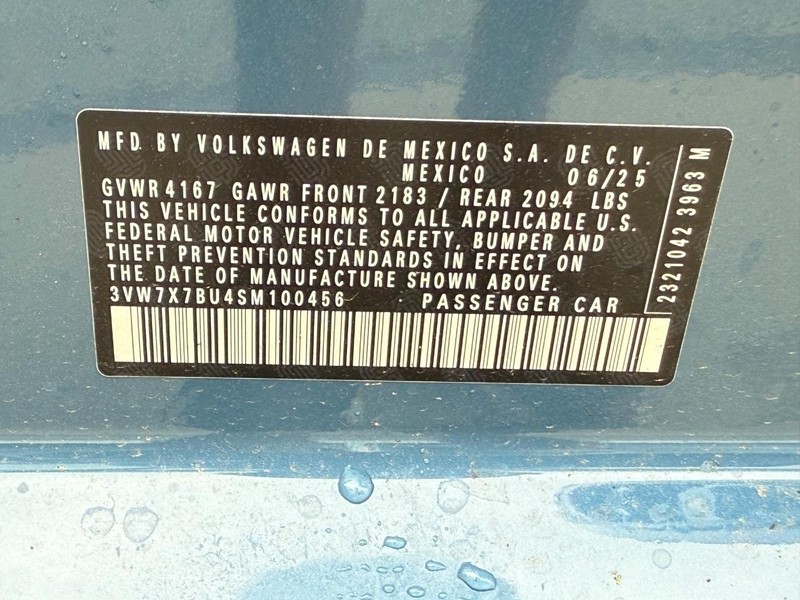 MFD BY VOLKSWAGEN DE MEXICO S.A. DE C.V.
MEXICO 06/25
GVWR 4167 GAWR FRONT 2183 / REAR 2094 LBS
THIS VEHICLE CONFORMS TO ALL APPLICABLE U.S.
FEDERAL MOTOR VEHICLE SAFETY, BUMPER AND
THEFT PREVENTION STANDARDS IN EFFECT ON
THE DATE OF MANUFACTURE SHOWN ABOVE.
3VW7X7BU4SM100456 PASSENGER CAR
2321042 3963 M